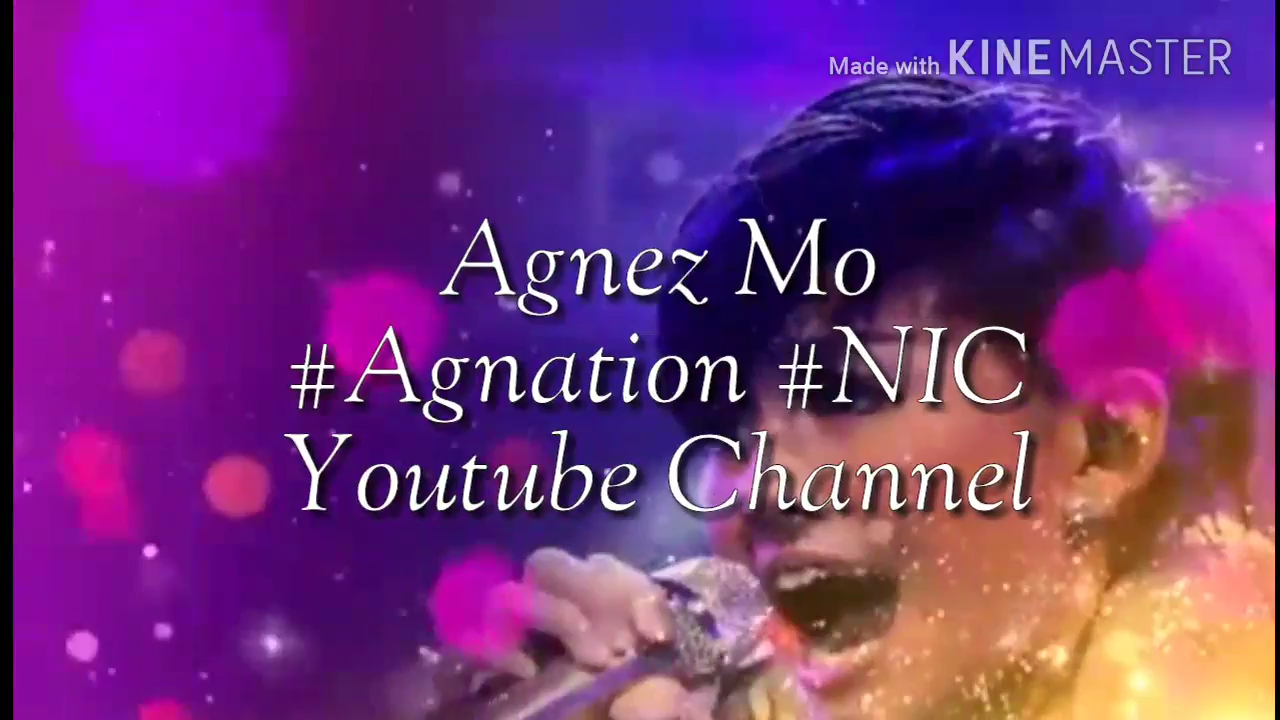 Made with KINEMASTER
Agnez Mo
#Agnation #NIC
Youtube Channel